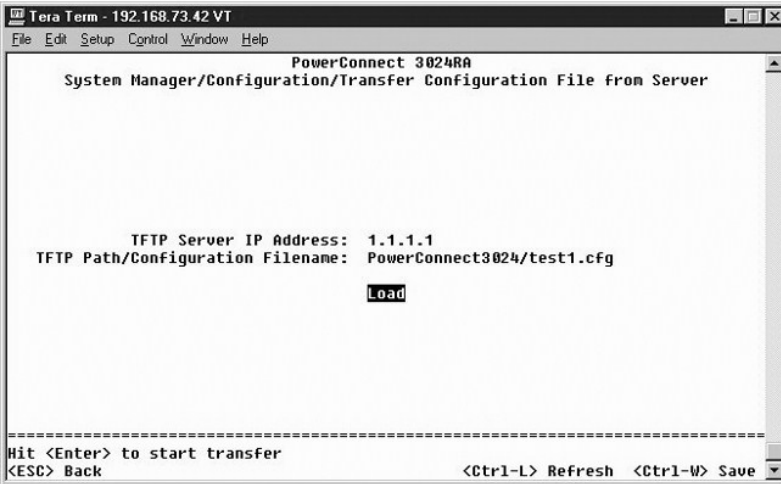 Tera Term - 192.168.73.42 VT
File Edit Setup Control Window Help
PowerConnect 3024RA
System Manager/Configuration/Transfer Configuration File from Server
TFTP Server IP Address: 1.1.1.1
TFTP Path/Configuration Filename: PowerConnect3024/test1.cfg
Load
================================================================================
Hit <Enter> to start transfer
<ESC> Back <Ctrl-L> Refresh <Ctrl-W> Save